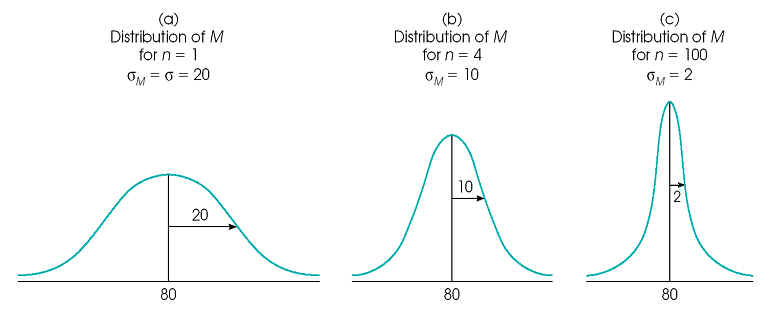 (a)
Distribution of M
for n = 1
σM = σ = 20
20
80
(b)
Distribution of M
for n = 4
σM = 10
10
80
(c)
Distribution of M
for n = 100
σM = 2
2
80